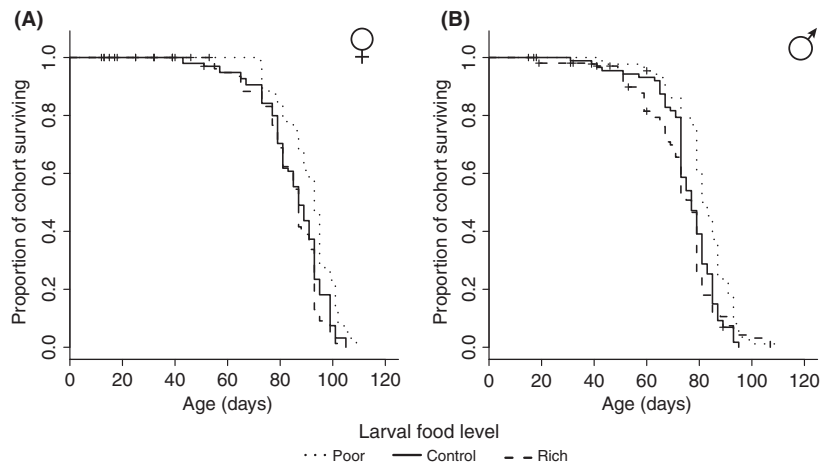 (A)
Proportion of cohort surviving
1.0
0.8
0.6
0.4
0.2
0.0
0 20 40 60 80 100 120
Age (days)
(B)
Proportion of cohort surviving
1.0
0.8
0.6
0.4
0.2
0.0
0 20 40 60 80 100 120
Age (days)
Larval food level
Poor Control Rich